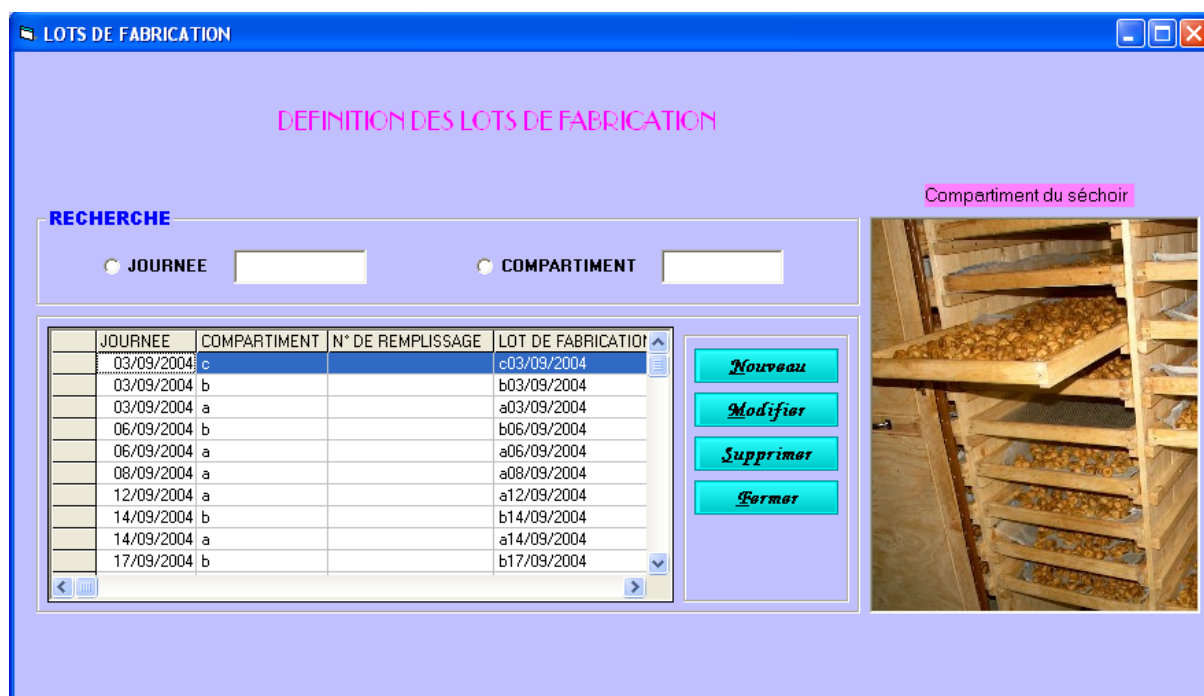 LOTS DE FABRICATION
DEFINITION DES LOTS DE FABRICATION
Compartiment du séchoir
RECHERCHE
JOURNEE COMPARTIMENT
JOURNEE COMPARTIMENT N° DE REMPLISSAGE LOT DE FABRICATION
03/09/2004 c c03/09/2004
03/09/2004 b b03/09/2004
03/09/2004 a a03/09/2004
06/09/2004 b b06/09/2004
06/09/2004 a a06/09/2004
08/09/2004 a a08/09/2004
12/09/2004 a a12/09/2004
14/09/2004 b b14/09/2004
14/09/2004 a a14/09/2004
17/09/2004 b b17/09/2004
Nouveau
Modifier
Supprimer
Fermer